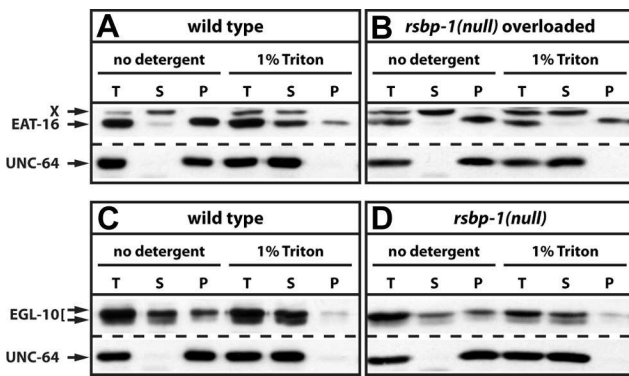 A wild type B rsbp-1(null) overloaded
no detergent 1% Triton no detergent 1% Triton
T S P T S P T S P T S P
X
EAT-16
UNC-64
C wild type D rsbp-1(null)
no detergent 1% Triton no detergent 1% Triton
T S P T S P T S P T S P
EGL-10[
UNC-64